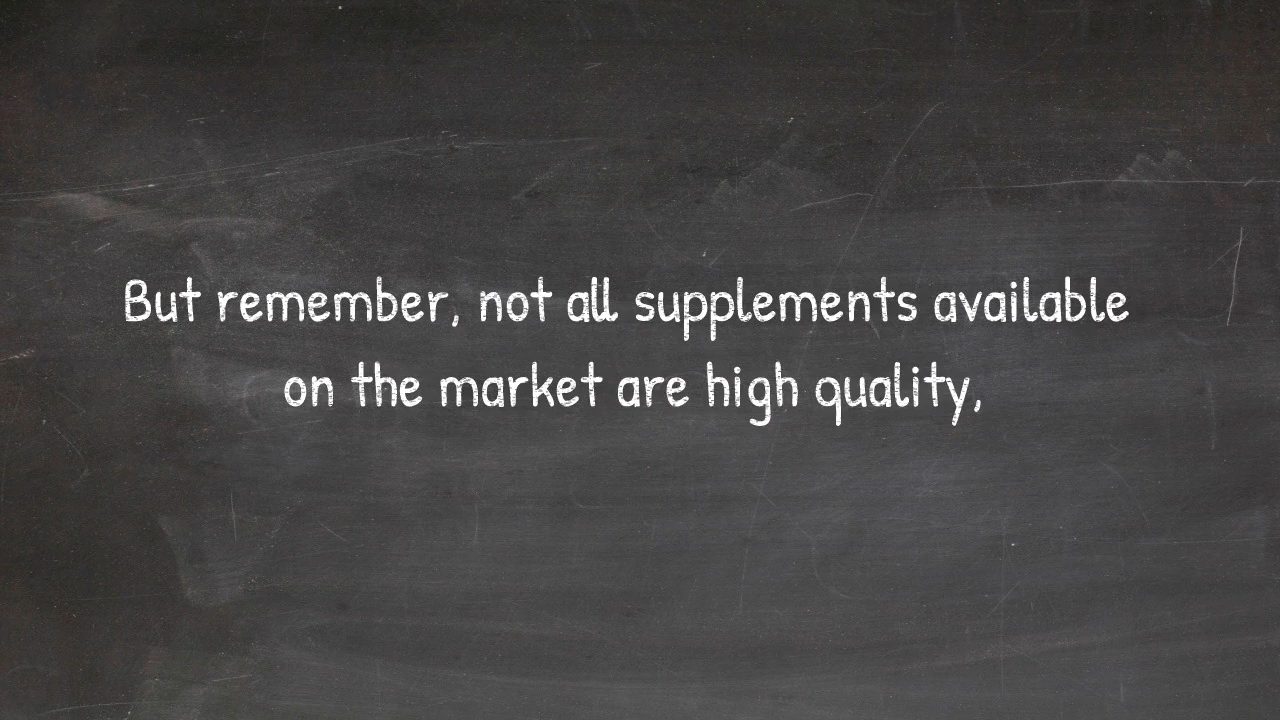 But remember, not all supplements available
on the market are high quality,